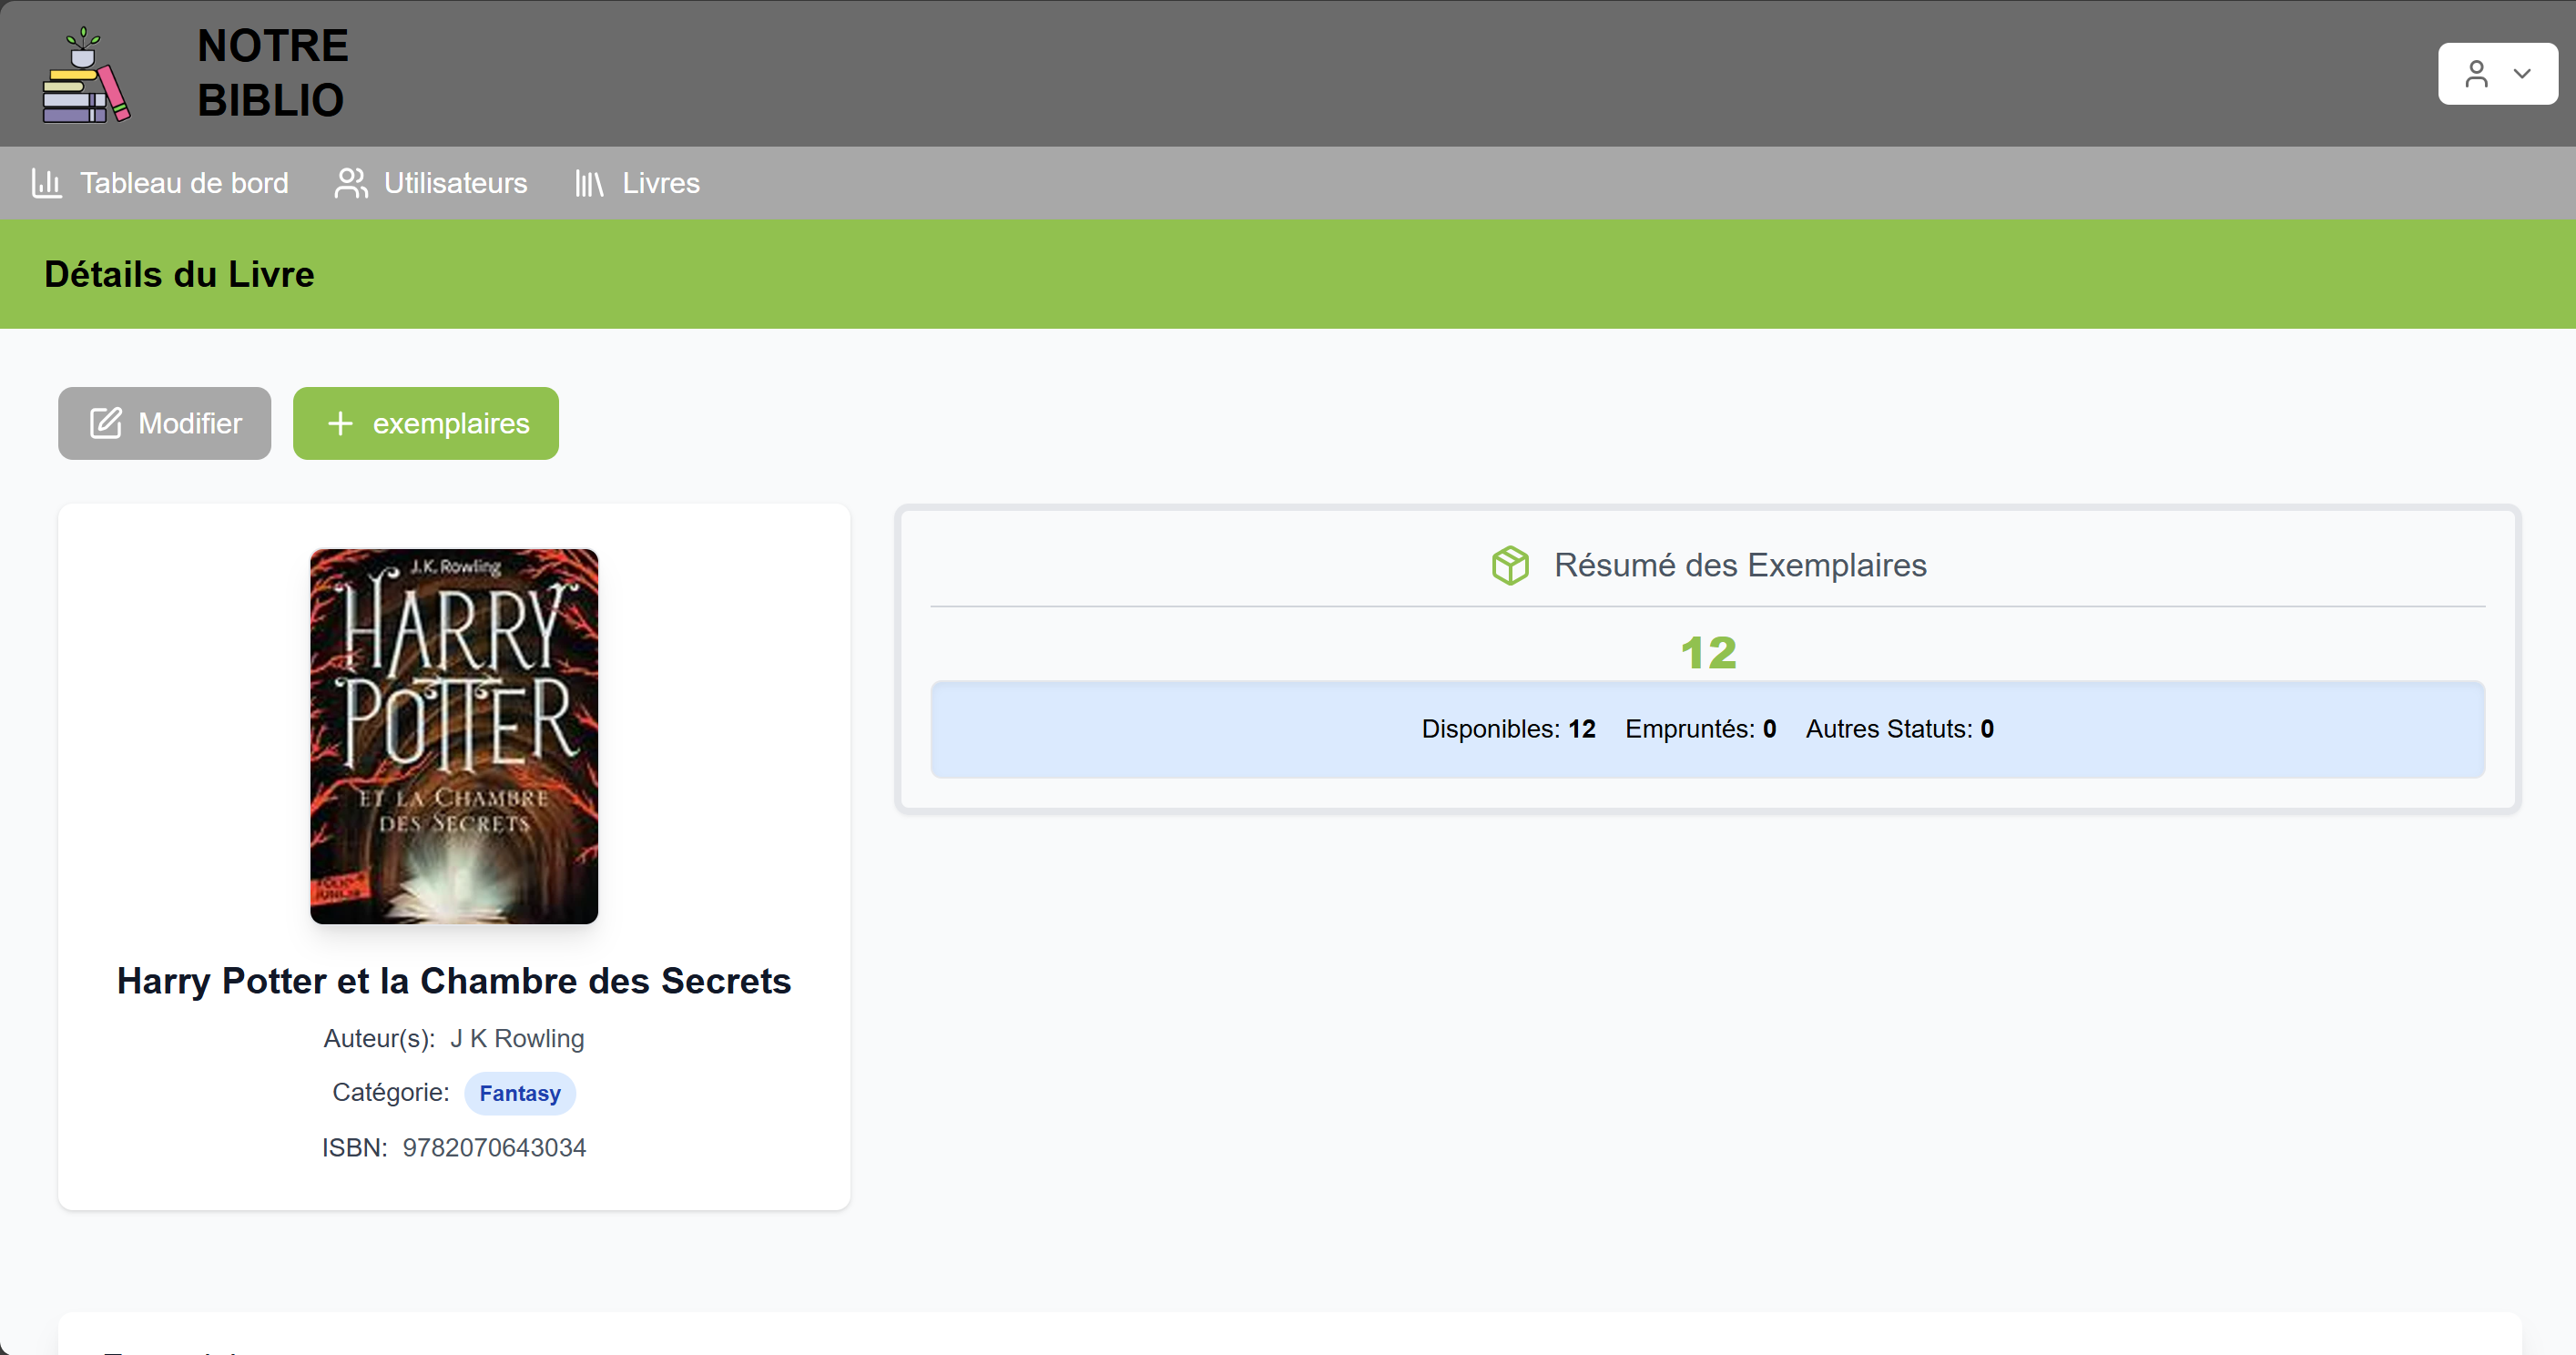 NOTRE
BIBLIO
Tableau de bord Utilisateurs Livres
Détails du Livre
Modifier exemplaires
J.K. Rowling
HARRY
POTTER
ET LA CHAMBRE
DES SECRETS
FOLIO
JUNIOR
Harry Potter et la Chambre des Secrets
Auteur(s): J K Rowling
Catégorie: Fantasy
ISBN: 9782070643034
Résumé des Exemplaires
12
Disponibles: 12 Empruntés: 0 Autres Statuts: 0